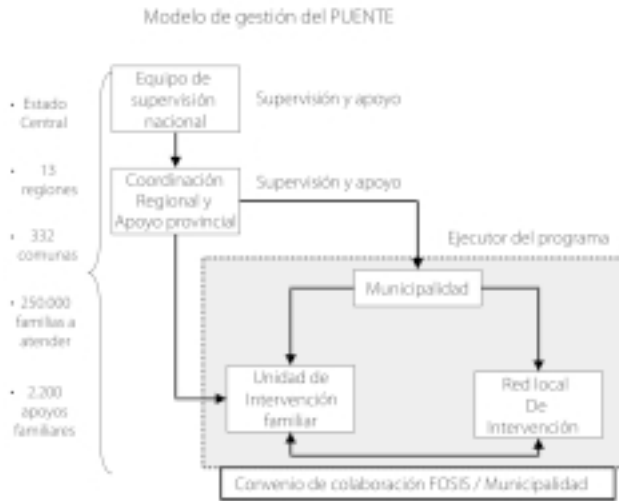 Modelo de gestión del PUENTE
• Estado
Central
• 13
regiones
• 332
comunas
• 250.000
familias a
atender
• 2.200
apoyos
familiares
Equipo de
supervisión
nacional
Supervisión y apoyo
Coordinación
Regional y
Apoyo provincial
Supervisión y apoyo
Ejecutor del programa
Municipalidad
Unidad de
Intervención
familiar
Red local
De
Intervención
Convenio de colaboración FOSIS / Municipalidad